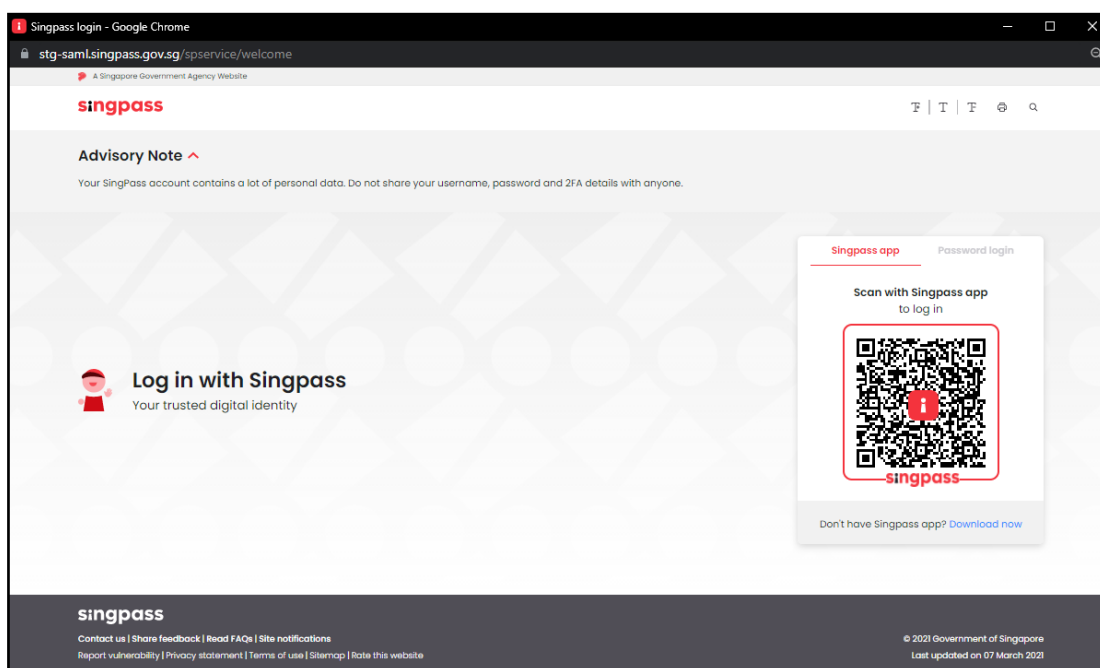 Singpass login - Google Chrome
stg-saml.singpass.gov.sg/spservice/welcome
A Singapore Government Agency Website
singpass
Advisory Note
Your SingPass account contains a lot of personal data. Do not share your username, password and 2FA details with anyone.
Singpass app Password login
Scan with Singpass app
to log in
singpass
Log in with Singpass
Your trusted digital identity
Don't have Singpass app? Download now
singpass
Contact us | Share feedback | Read FAQs | Site notifications
Report vulnerability | Privacy statement | Terms of use | Sitemap | Rate this website
© 2021 Government of Singapore
Last updated on 07 March 2021